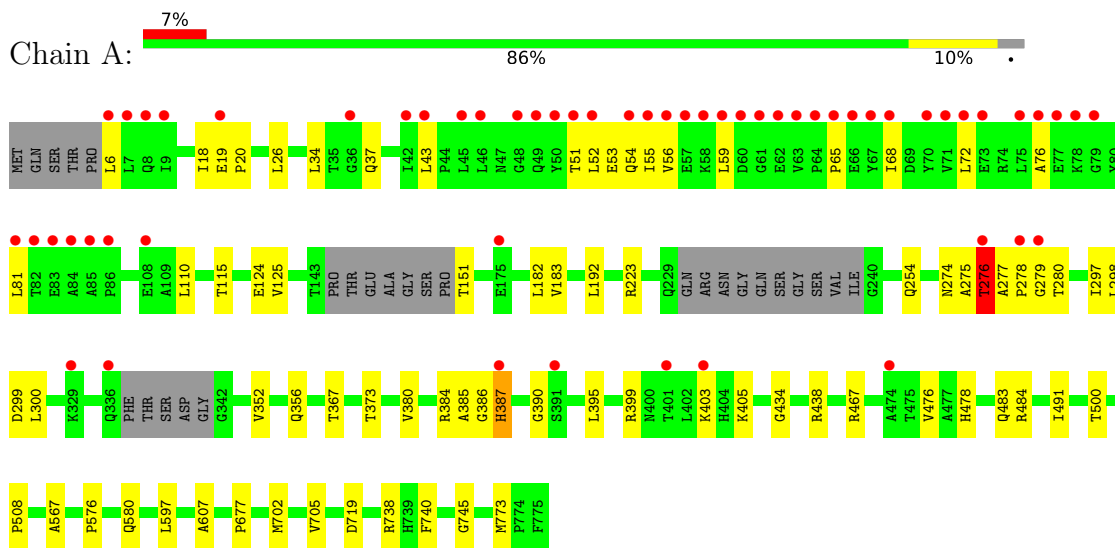 7%
Chain A:
86% 10% •
MET GLN SER THR PRO L6 L7 Q8 I9 I18 E19 P20 L26 L34 T35 G36 Q37 I42 L43 P44 L45 L46 N47 G48 Q49 Y50 T51 L52 E53 Q54 I55 V56 E57 K58 L59 D60 G61 E62 V63 P64 P65 E66 Y67 I68 D69 Y70 V71 L72 E73 R74 L75 A76 E77 K78 G79 Y80
L81 T82 E83 A84 A85 P86 E108 A109 L110 T115 E124 V125 T143 PRO THR GLU ALA GLY SER PRO T151 E175 L182 V183 L192 R223 Q229 GLN ARG ASN GLY GLN SER GLY SER VAL ILE G240 Q254 N274 A275 T276 A277 P278 G279 T280 I297 L298
D299 L300 K329 Q336 PHE THR SER ASP GLY G342 V352 Q356 T367 T373 V380 R384 A385 G386 H387 G390 S391 L395 R399 N400 T401 L402 K403 H404 K405 G434 R438 R467 A474 T475 V476 A477 H478 Q483 R484 I491 T500
P508 A567 P576 Q580 L597 A607 P677 M702 V705 D719 R738 H739 F740 G745 M773 P774 F775